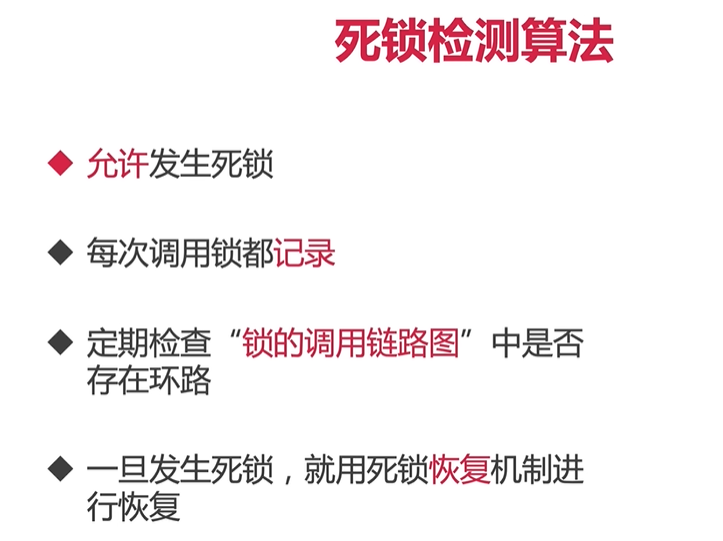 死锁检测算法
允许发生死锁
每次调用锁都记录
定期检查“锁的调用链路图”中是否
存在环路
一旦发生死锁，就用死锁恢复机制进
行恢复